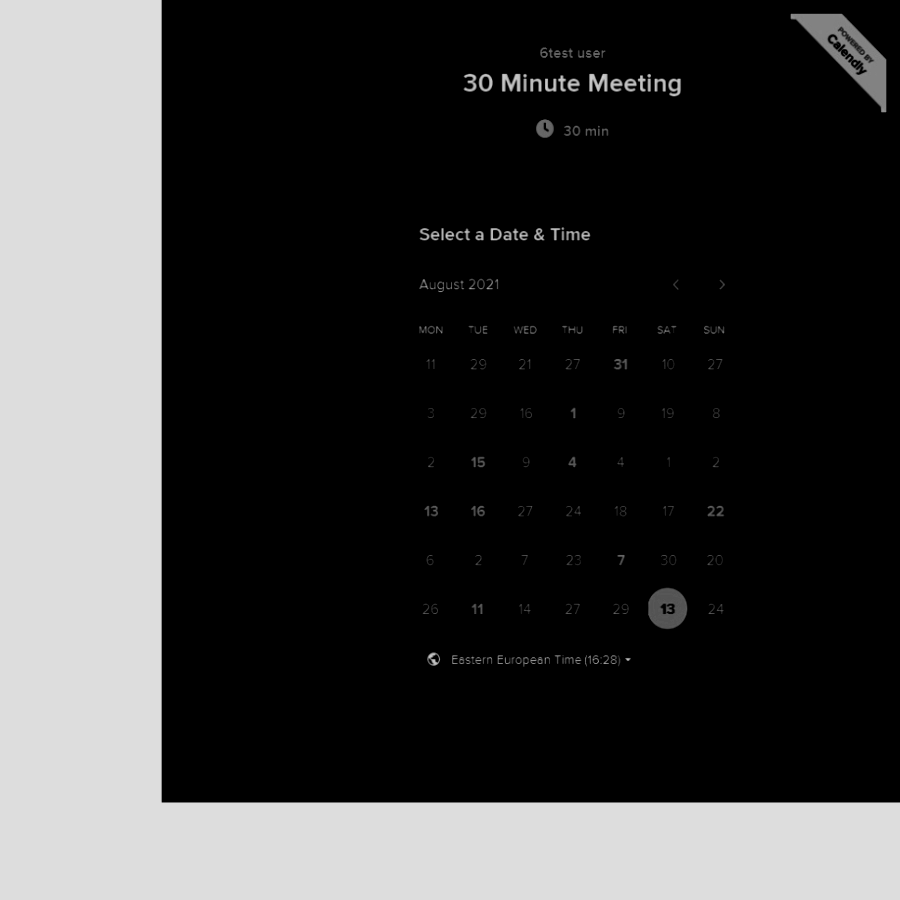 POWERED BY
Calendly
6test user
30 Minute Meeting
30 min
Select a Date & Time
August 2021
MON TUE WED THU FRI SAT SUN
11 29 21 27 31 10 27
3 29 16 1 9 19 8
2 15 9 4 4 1 2
13 16 27 24 18 17 22
6 2 7 23 7 30 20
26 11 14 27 29 13 24
Eastern European Time (16:28)